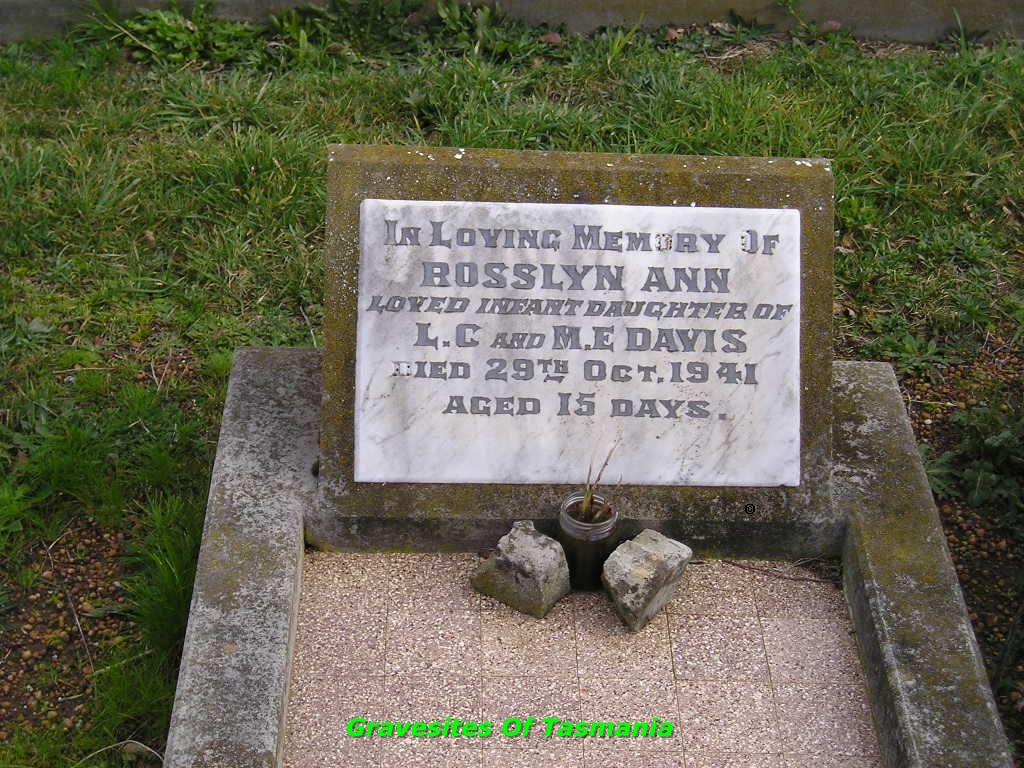 In Loving Memory Of
ROSSLYN ANN
LOVED INFANT DAUGHTER OF
L.C AND M.E DAVIS
DIED 29TH OCT. 1941
AGED 15 DAYS.
©
Gravesites Of Tasmania